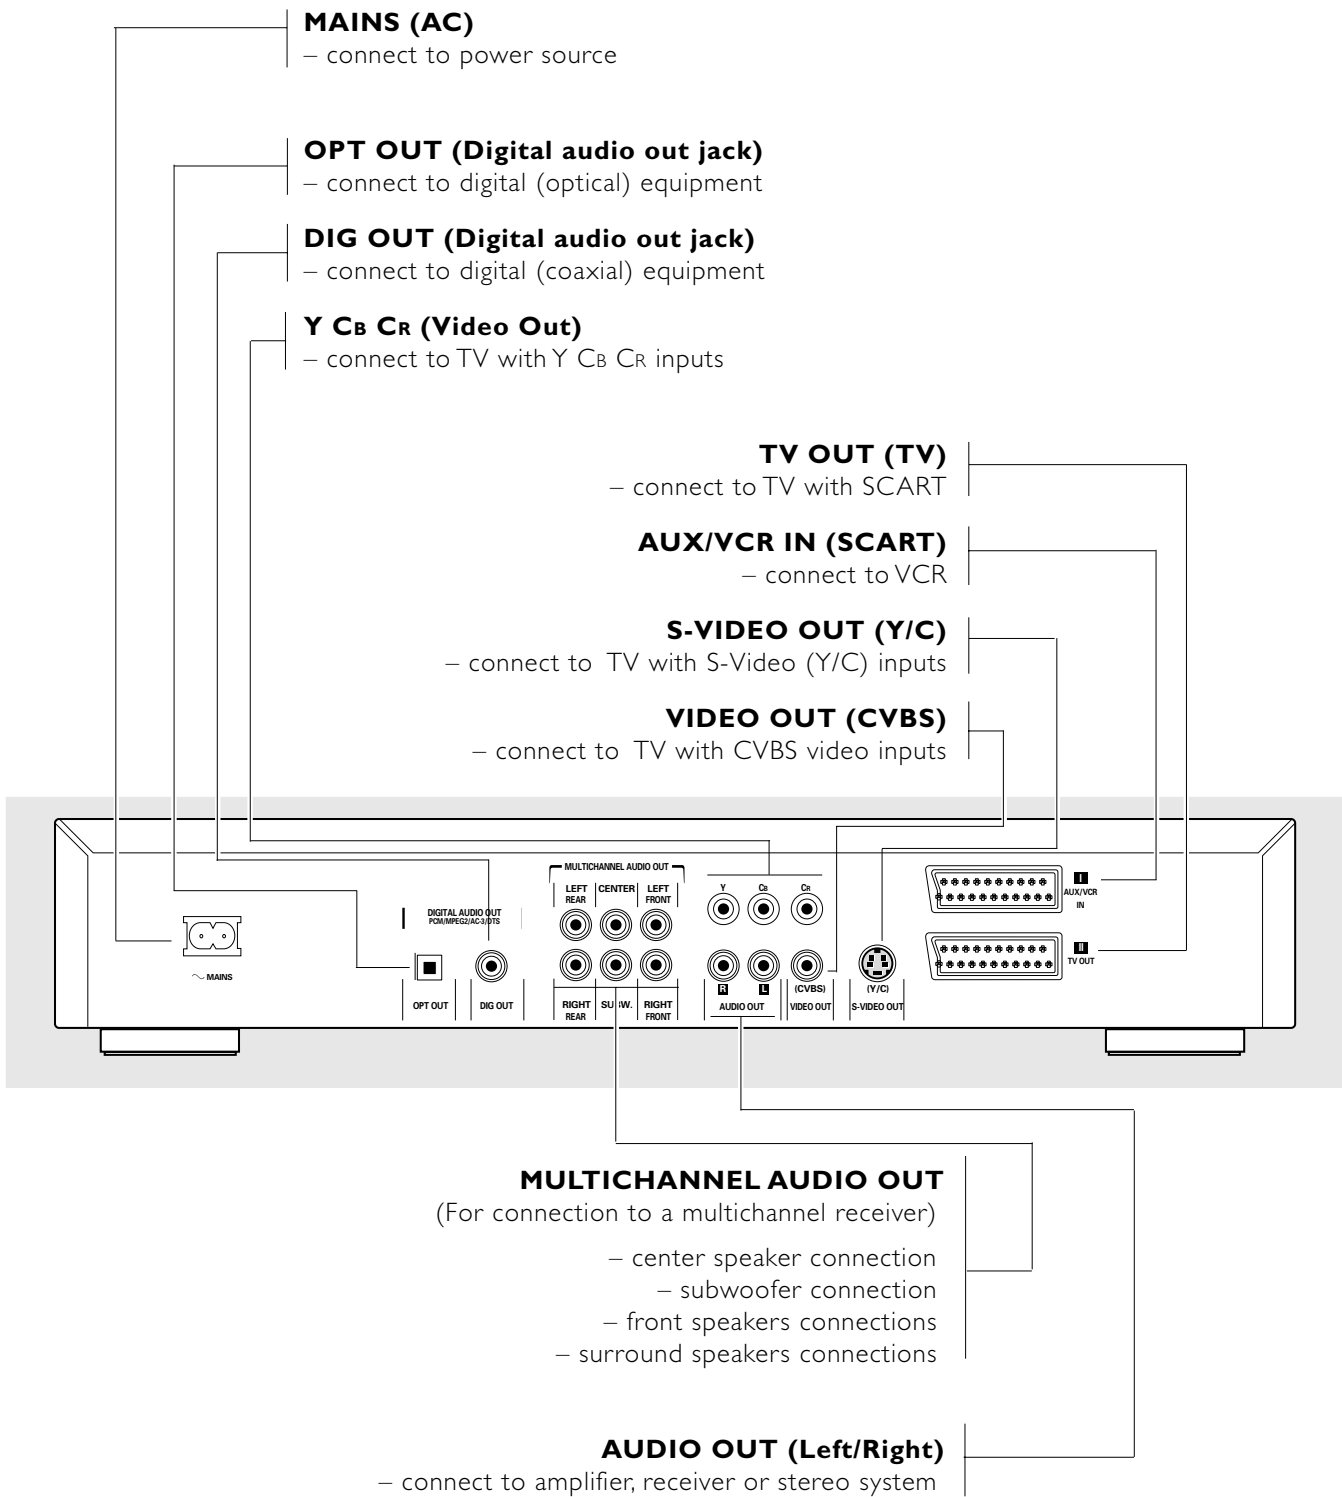 MAINS (AC)
– connect to power source
OPT OUT (Digital audio out jack)
– connect to digital (optical) equipment
DIG OUT (Digital audio out jack)
– connect to digital (coaxial) equipment
Y CB CR (Video Out)
– connect to TV with Y CB CR inputs
TV OUT (TV)
– connect to TV with SCART
AUX/VCR IN (SCART)
– connect to VCR
S-VIDEO OUT (Y/C)
– connect to TV with S-Video (Y/C) inputs
VIDEO OUT (CVBS)
– connect to TV with CVBS video inputs
MULTICHANNEL AUDIO OUT
LEFT REAR
CENTER
LEFT FRONT
Y
CB
CR
I
AUX/VCR
IN
DIGITAL AUDIO OUT
PCM/MPEG2/AC-3/DTS
II
TV OUT
~ MAINS
OPT OUT
DIG OUT
RIGHT REAR
SUBW.
RIGHT FRONT
R
L
AUDIO OUT
(CVBS)
VIDEO OUT
(Y/C)
S-VIDEO OUT
MULTICHANNEL AUDIO OUT
(For connection to a multichannel receiver)
– center speaker connection
– subwoofer connection
– front speakers connections
– surround speakers connections
AUDIO OUT (Left/Right)
– connect to amplifier, receiver or stereo system